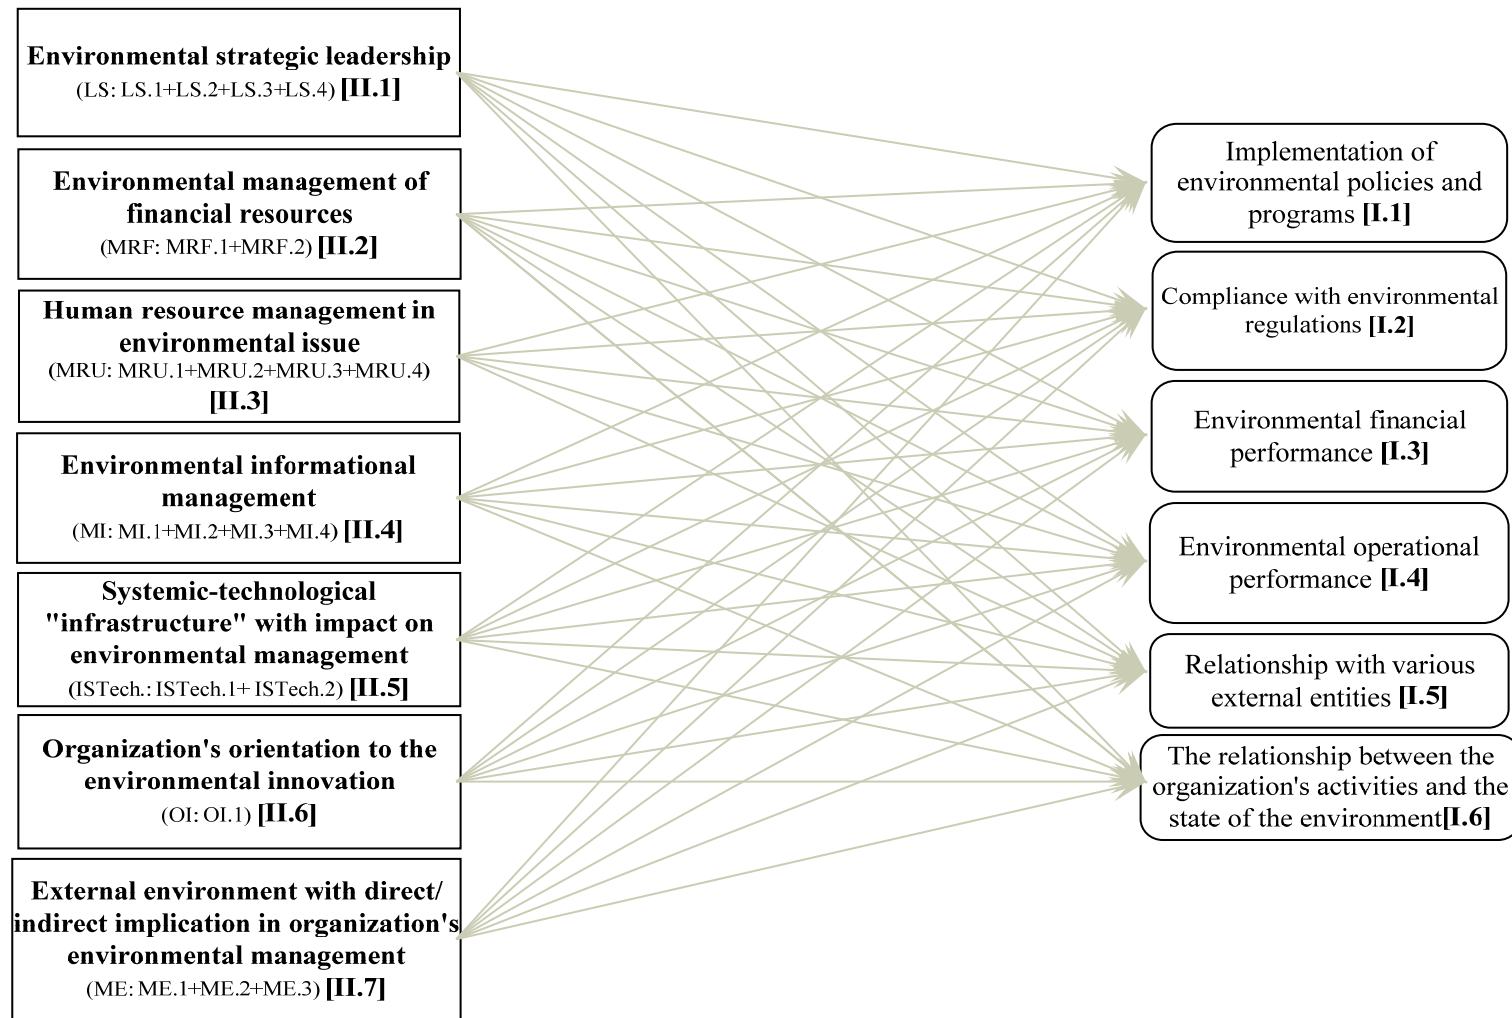 Environmental strategic leadership
(LS: LS.1+LS.2+LS.3+LS.4) [II.1]
Environmental management of
financial resources
(MRF: MRF.1+MRF.2) [II.2]
Human resource management in
environmental issue
(MRU: MRU.1+MRU.2+MRU.3+MRU.4)
[II.3]
Environmental informational
management
(MI: MI.1+MI.2+MI.3+MI.4) [II.4]
Systemic-technological
"infrastructure" with impact on
environmental management
(ISTech.: ISTech.1+ ISTech.2) [II.5]
Organization's orientation to the
environmental innovation
(OI: OI.1) [II.6]
External environment with direct/
indirect implication in organization's
environmental management
(ME: ME.1+ME.2+ME.3) [II.7]
Implementation of
environmental policies and
programs [I.1]
Compliance with environmental
regulations [I.2]
Environmental financial
performance [I.3]
Environmental operational
performance [I.4]
Relationship with various
external entities [I.5]
The relationship between the
organization's activities and the
state of the environment[I.6]